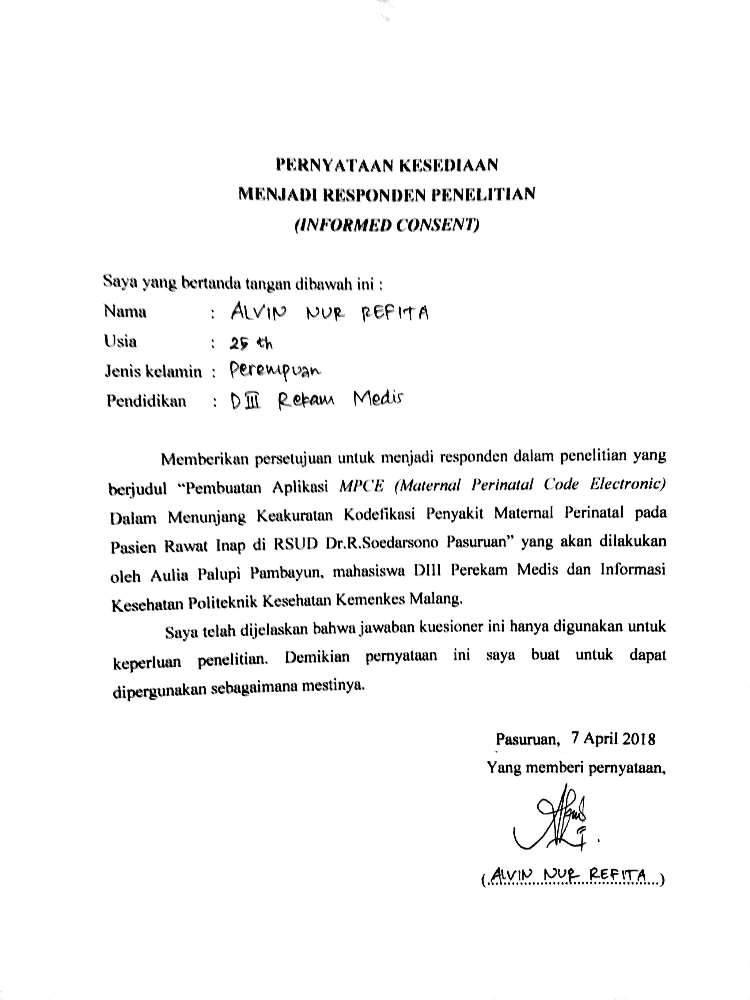 PERNYATAAN KESEDIAAN
MENJADI RESPONDEN PENELITIAN
(INFORMED CONSENT)
Saya yang bertanda tangan dibawah ini :
Nama : ALVIN NUR REFITA
Usia : 25 th
Jenis kelamin : Perempuan
Pendidikan : D III Rekam Medis
Memberikan persetujuan untuk menjadi responden dalam penelitian yang
berjudul “Pembuatan Aplikasi MPCE (Maternal Perinatal Code Electronic)
Dalam Menunjang Keakuratan Kodefikasi Penyakit Maternal Perinatal pada
Pasien Rawat Inap di RSUD Dr.R.Soedarsono Pasuruan” yang akan dilakukan
oleh Aulia Palupi Pambayun, mahasiswa DIII Perekam Medis dan Informasi
Kesehatan Politeknik Kesehatan Kemenkes Malang.
Saya telah dijelaskan bahwa jawaban kuesioner ini hanya digunakan untuk
keperluan penelitian. Demikian pernyataan ini saya buat untuk dapat
dipergunakan sebagaimana mestinya.
Pasuruan, 7 April 2018
Yang memberi pernyataan,
(ALVIN NUR REFITA)